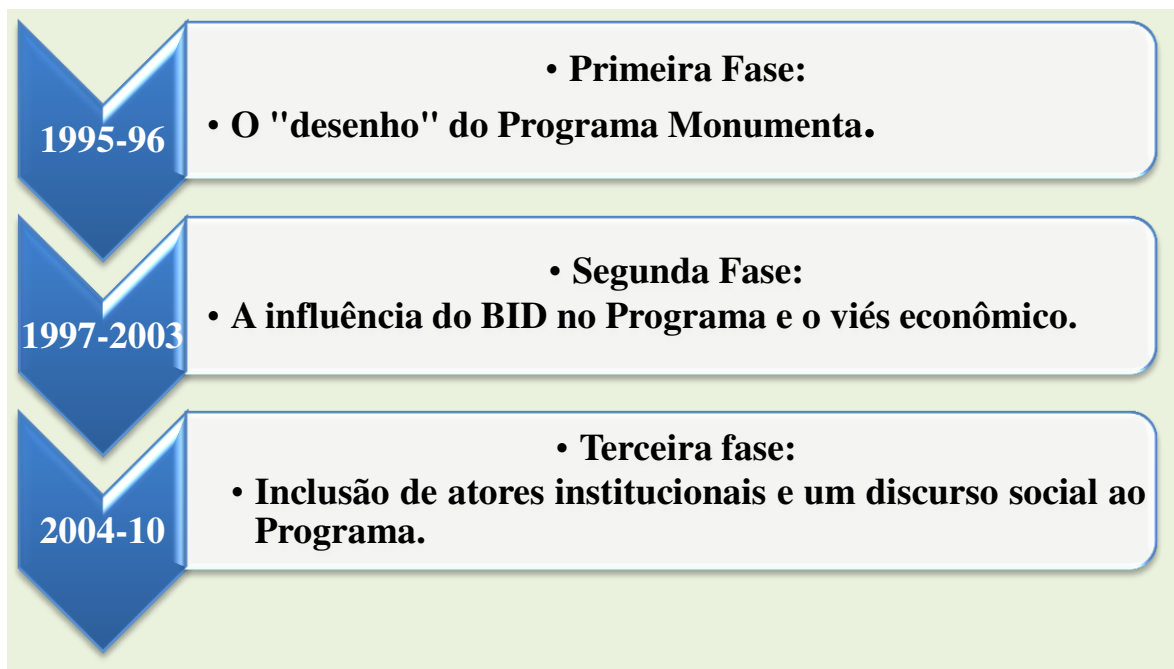 1995-96
• Primeira Fase:
• O "desenho" do Programa Monumenta.
1997-2003
• Segunda Fase:
• A influência do BID no Programa e o viés econômico.
2004-10
• Terceira fase:
• Inclusão de atores institucionais e um discurso social ao
Programa.